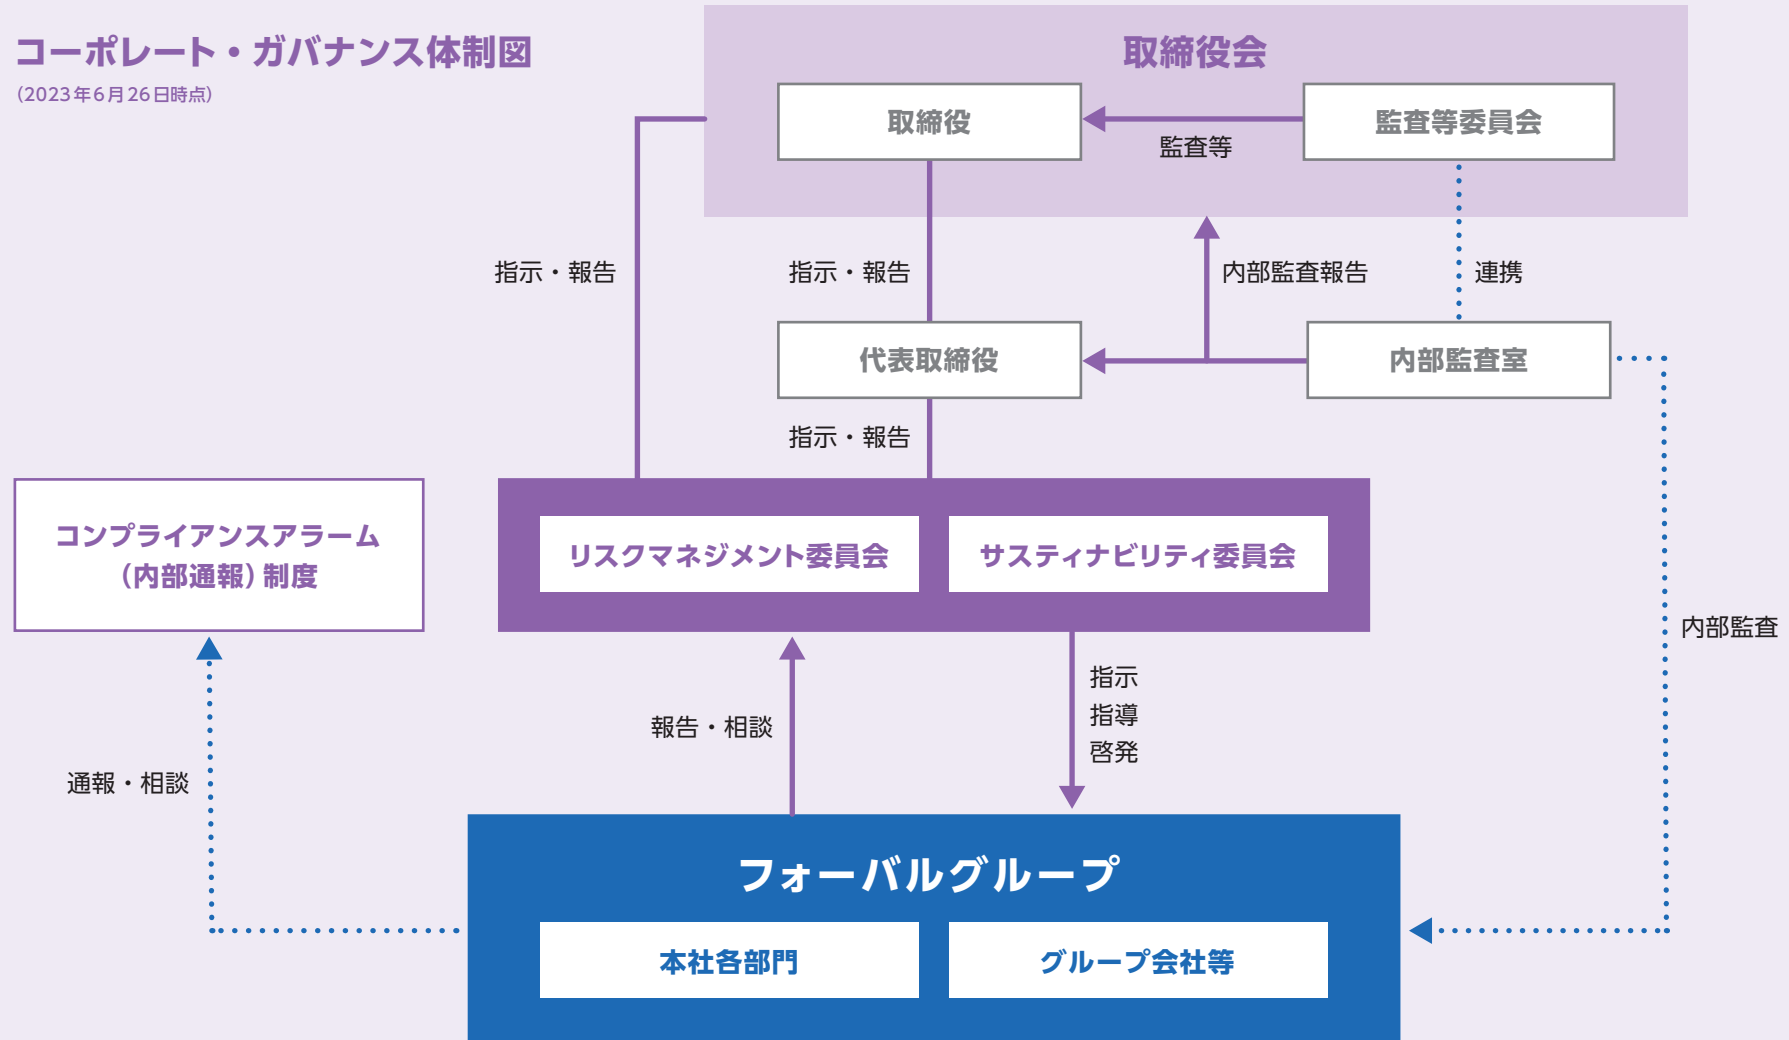 コーポレート・ガバナンス体制図
（2023年6月26日時点）
取締役会
取締役
監査等委員会
監査等
指示・報告
指示・報告
内部監査報告
連携
代表取締役
内部監査室
指示・報告
コンプライアンスアラーム
（内部通報）制度
リスクマネジメント委員会
サスティナビリティ委員会
内部監査
指示
指導
啓発
報告・相談
通報・相談
フォーバルグループ
本社各部門
グループ会社等